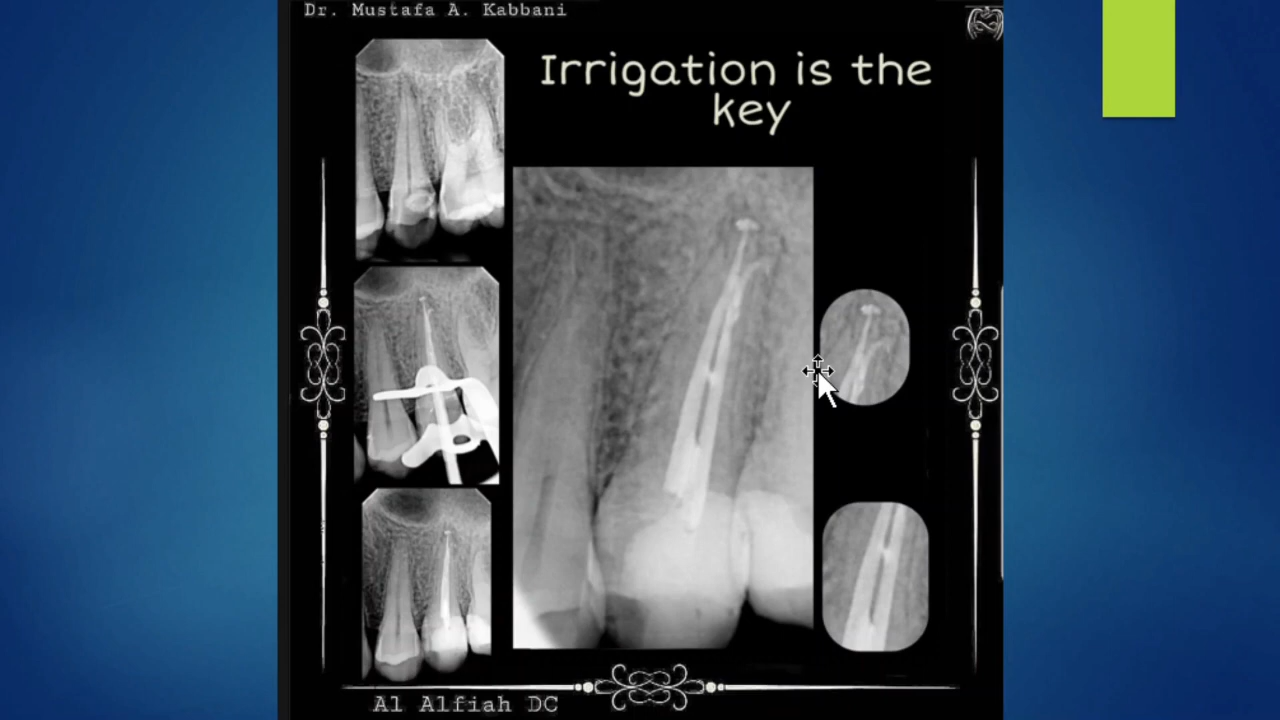 Dr. Mustafa A. Kabbani
Irrigation is the
key
Al Alfiah DC